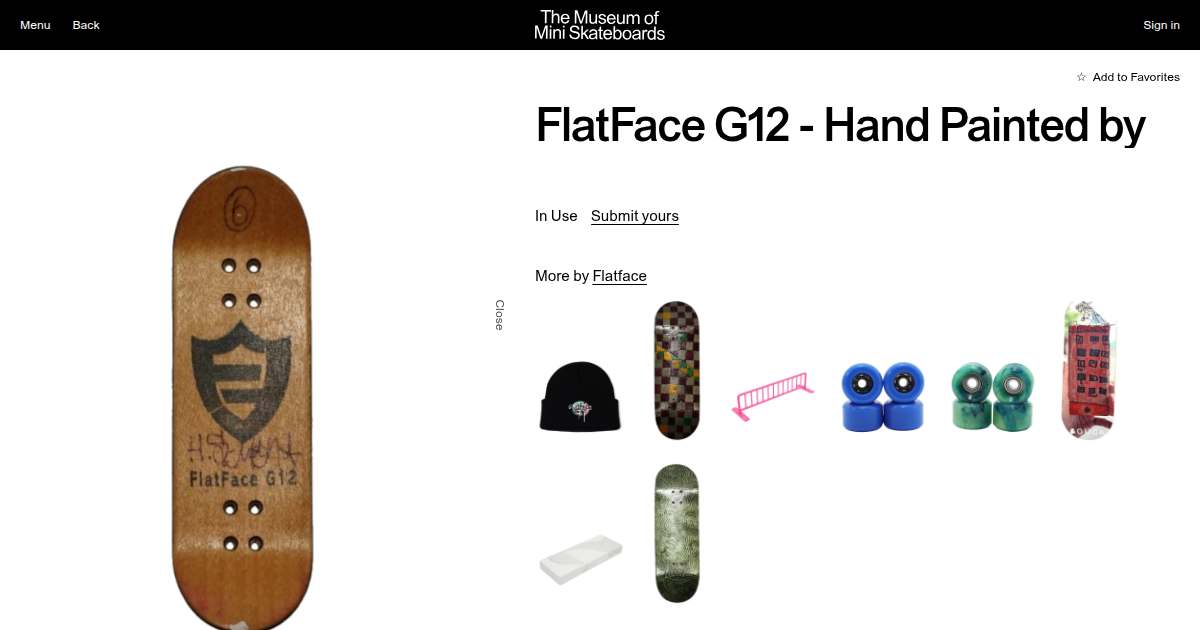 Menu
Back
The Museum of
Mini Skateboards
Sign in
☆ Add to Favorites
FlatFace G12 - Hand Painted by
In Use Submit yours
More by Flatface
Close
6
FlatFace G12